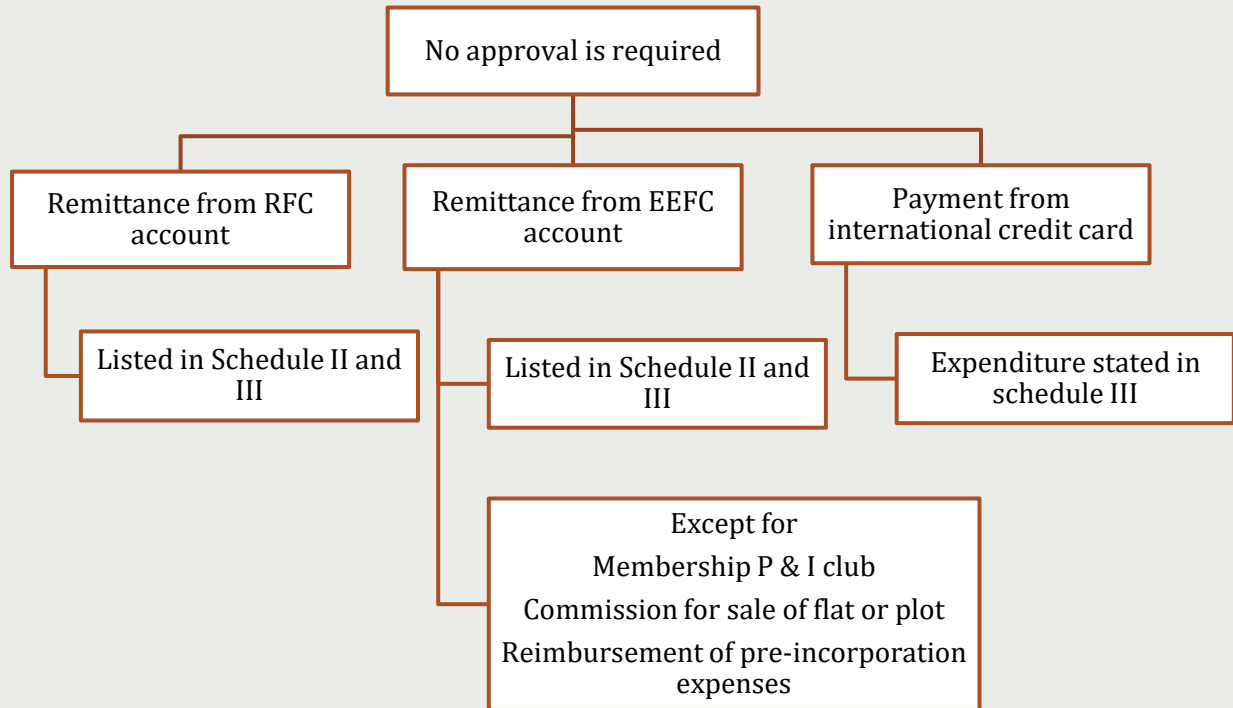 No approval is required
Remittance from RFC
account
Remittance from EEFC
account
Payment from
international credit card
Listed in Schedule II and
III
Listed in Schedule II and
III
Expenditure stated in
schedule III
Except for
Membership P & I club
Commission for sale of flat or plot
Reimbursement of pre-incorporation
expenses